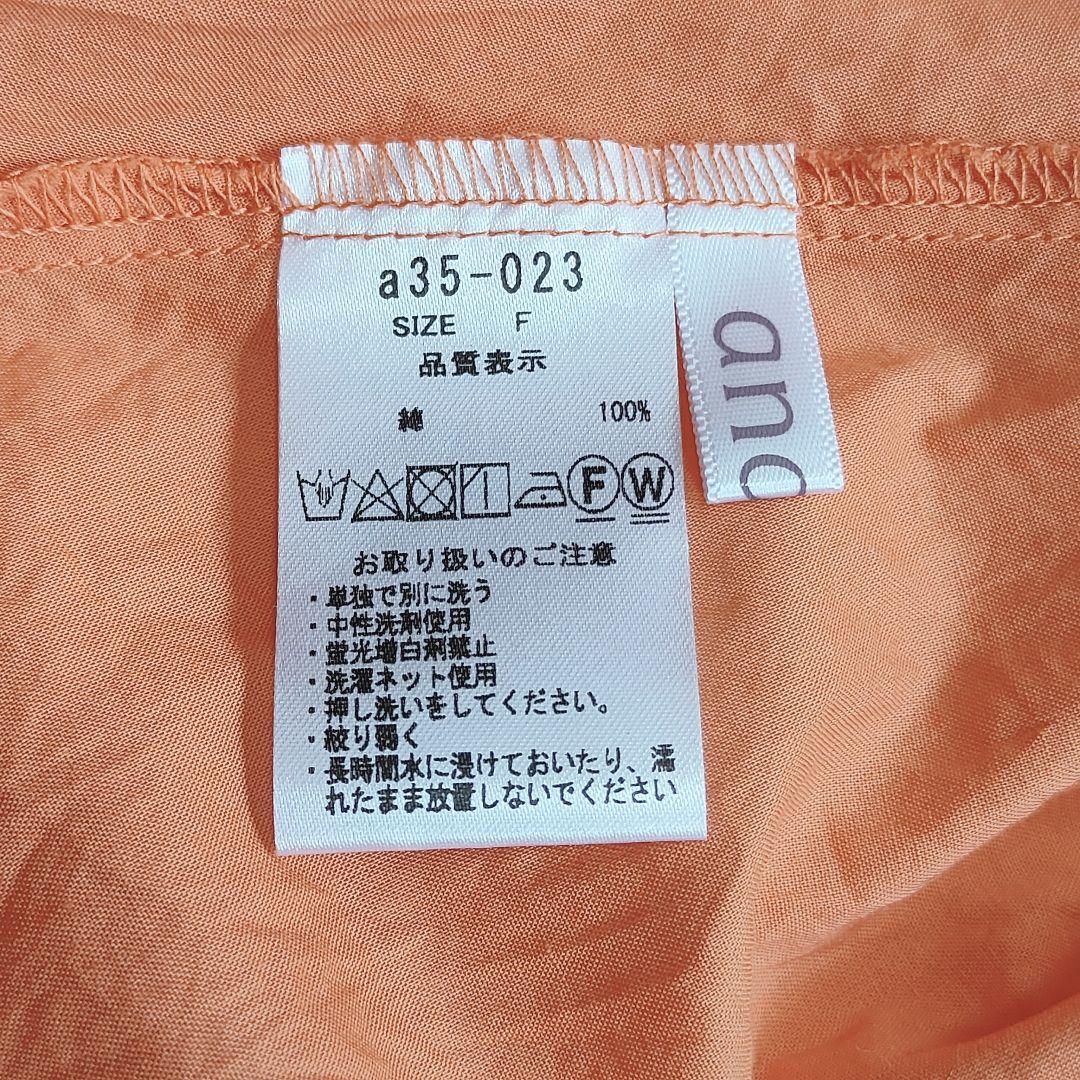 a35-023
SIZE F
品質表示
綿 100%
F W
お取り扱いのご注意
・単独で別に洗う
・中性洗剤使用
・蛍光増白剤禁止
・洗濯ネット使用
・押し洗いをしてください。
・絞り弱く
・長時間水に浸けておいたり、濡
れたまま放置しないでください
ano